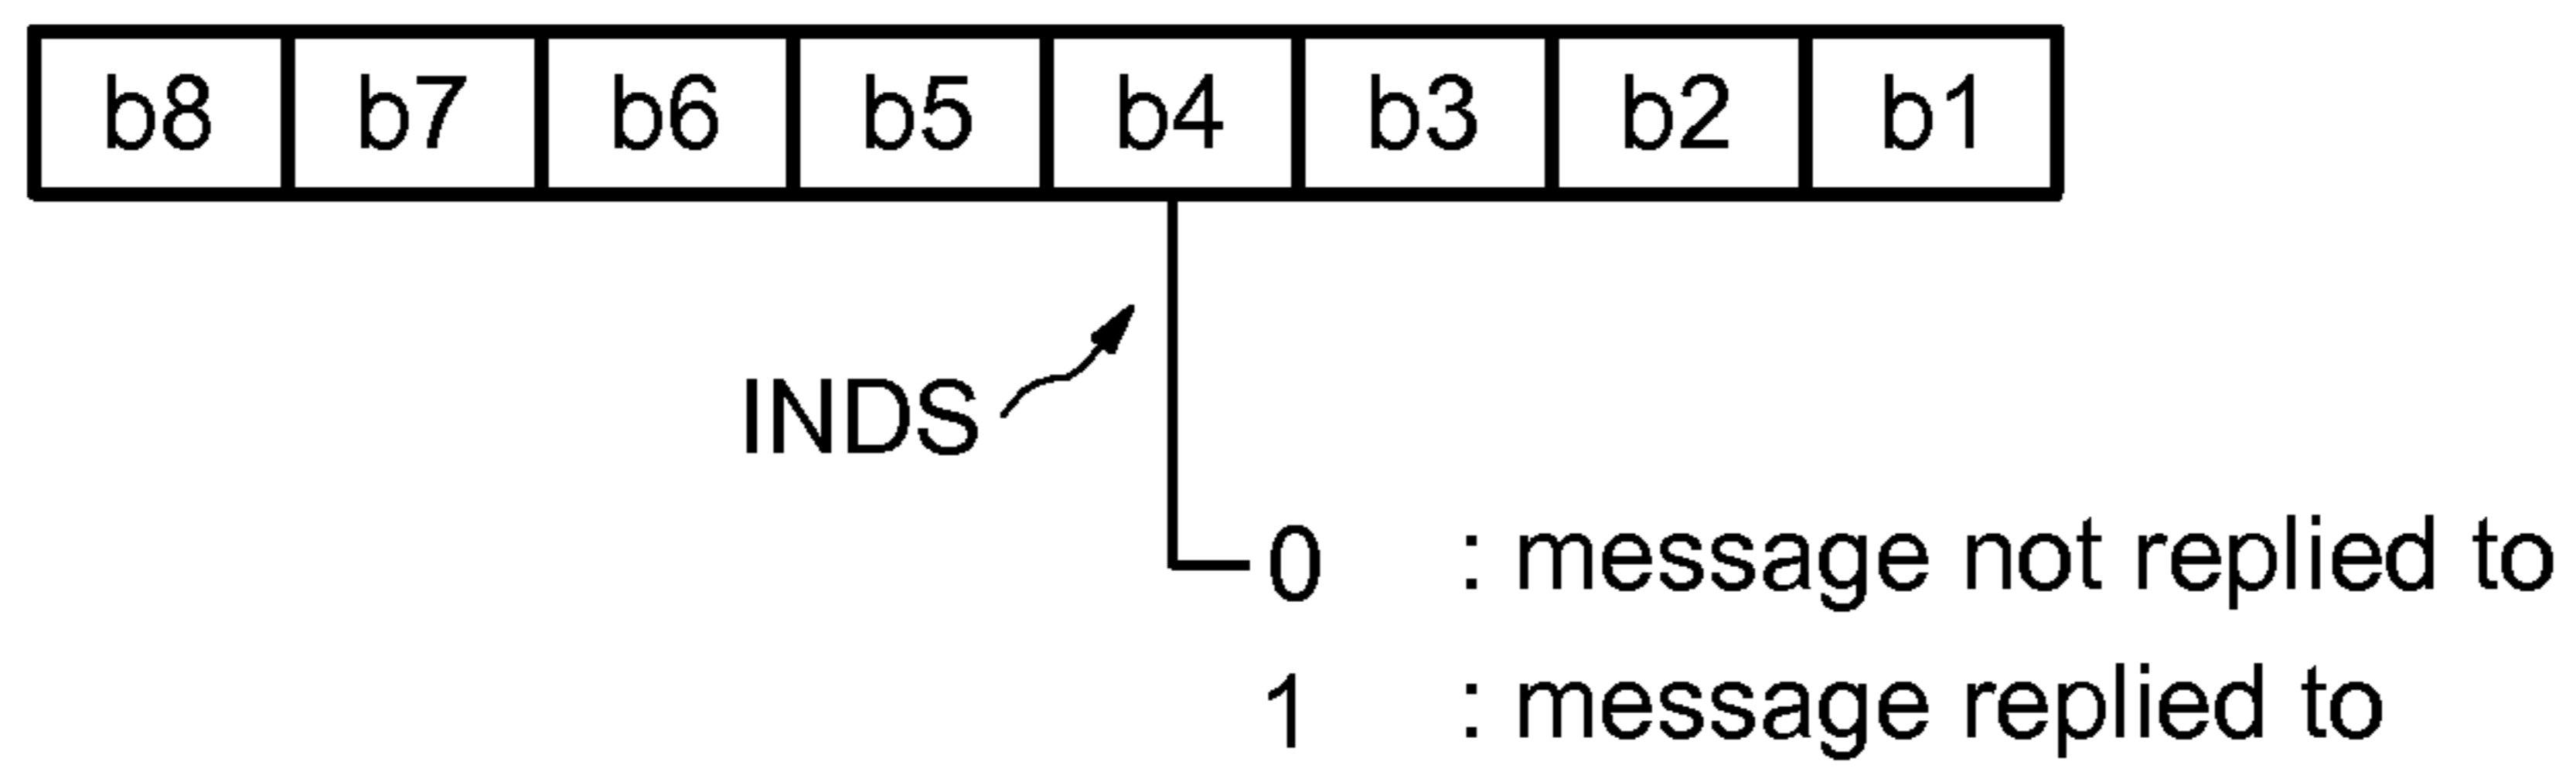 b8 b7 b6 b5 b4 b3 b2 b1
INDS
0 : message not replied to
1 : message replied to